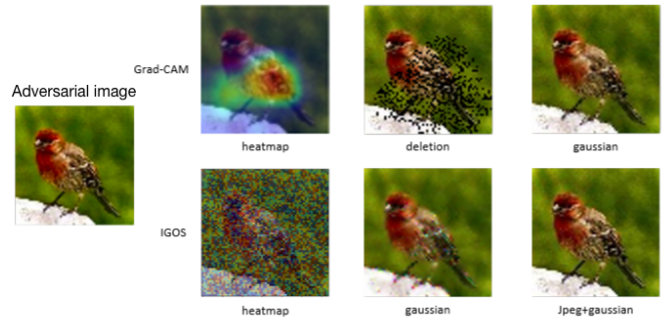 Grad-CAM
Adversarial image
heatmap
deletion
gaussian
IGOS
heatmap
gaussian
Jpeg+gaussian